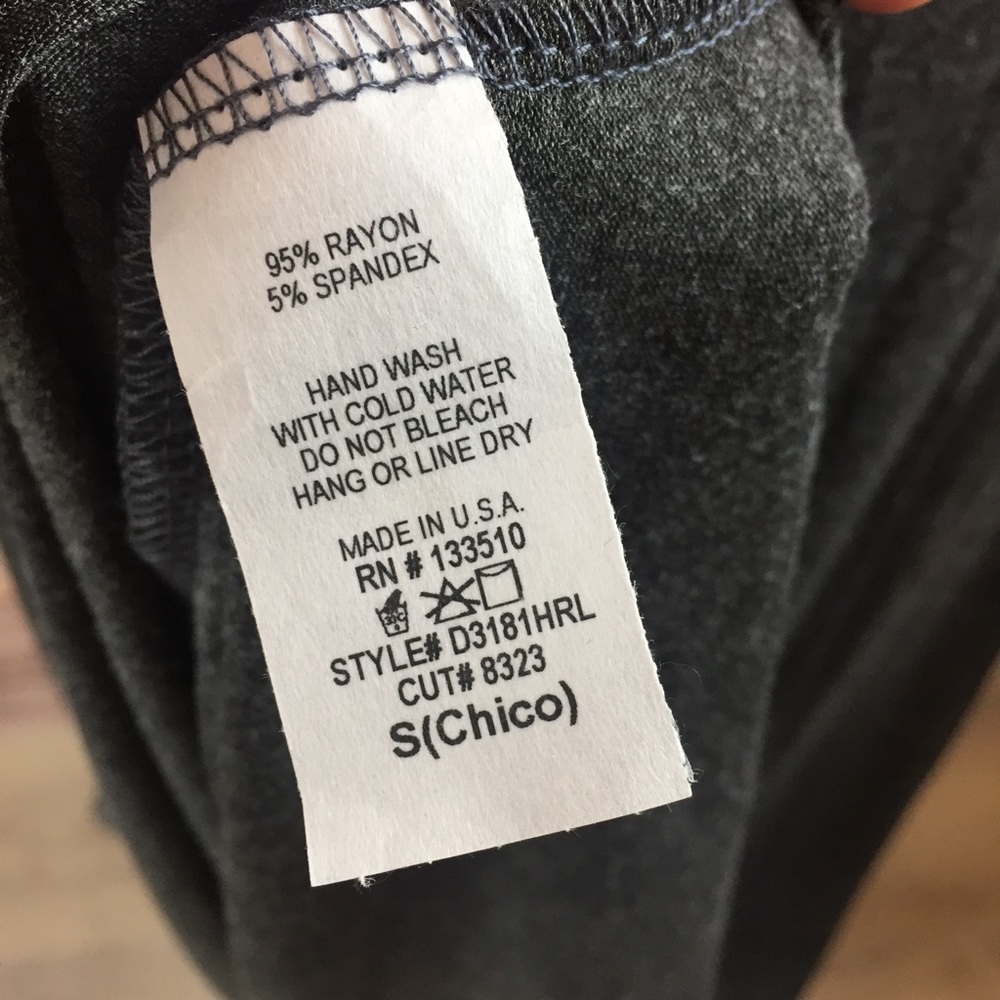 95% RAYON
5% SPANDEX
HAND WASH
WITH COLD WATER
DO NOT BLEACH
HANG OR LINE DRY
MADE IN U.S.A.
RN # 133510
STYLE# D3181HRL
CUT# 8323
S(Chico)